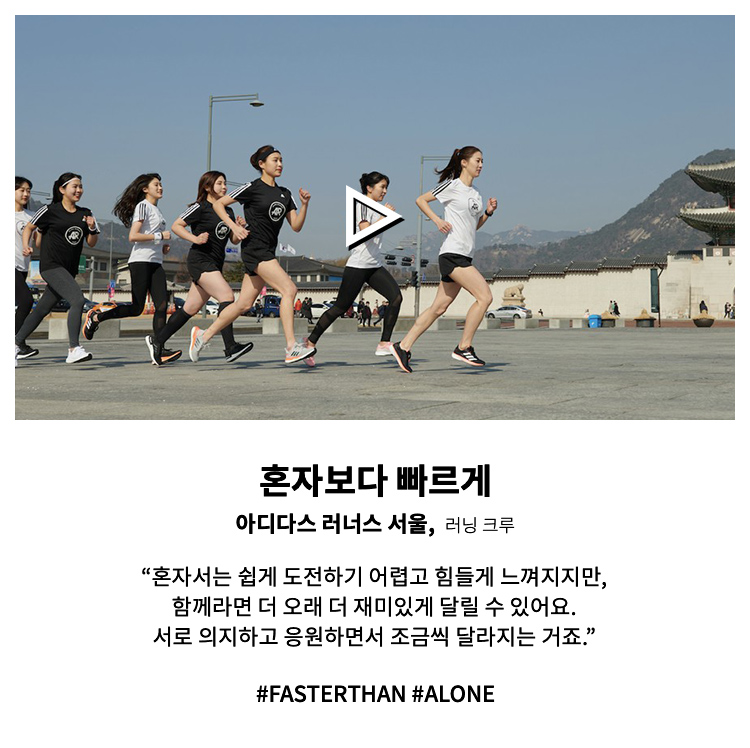 혼자보다 빠르게
아디다스 러너스 서울, 러닝 크루
“혼자서는 쉽게 도전하기 어렵고 힘들게 느껴지지만,
함께라면 더 오래 더 재미있게 달릴 수 있어요.
서로 의지하고 응원하면서 조금씩 달라지는 거죠.”
#FASTERTHAN #ALONE